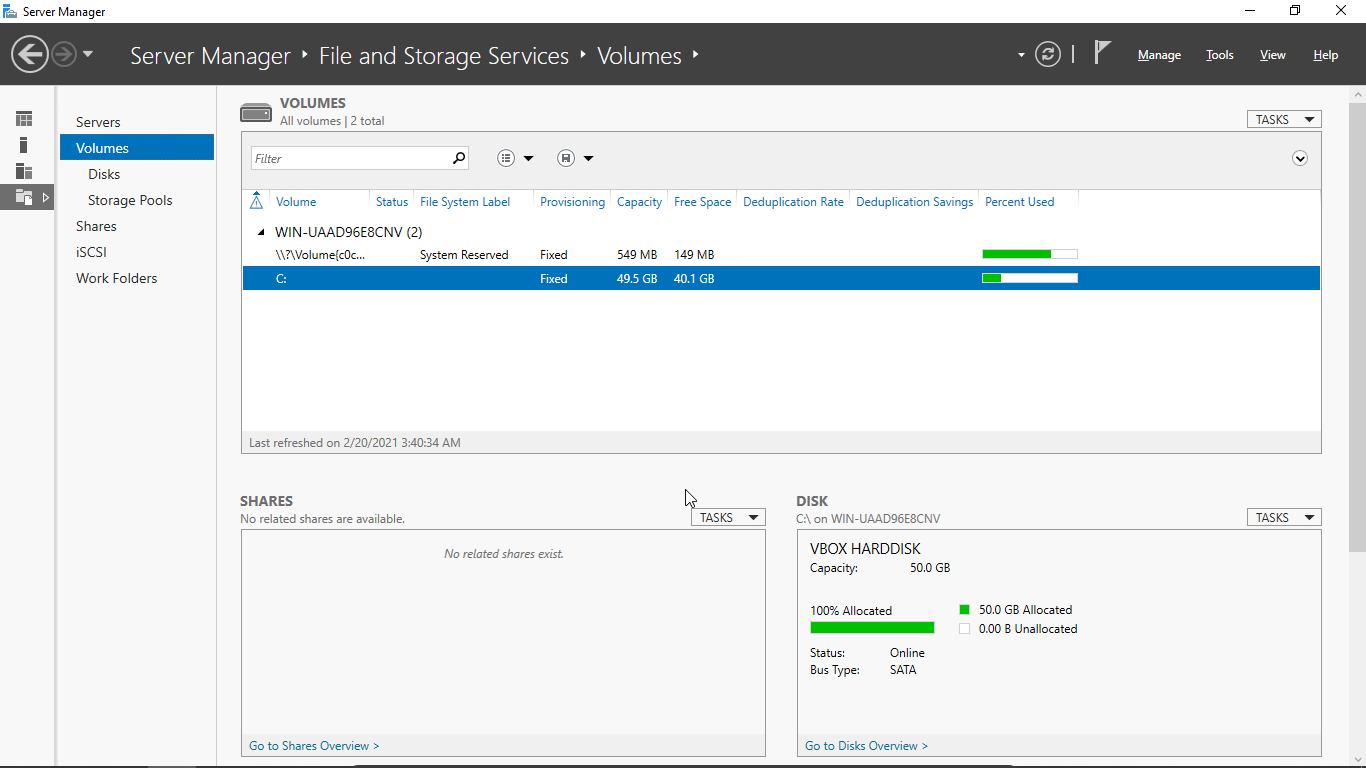 Server Manager
Server Manager File and Storage Services Volumes
Manage Tools View Help
Servers
Volumes
Disks
Storage Pools
Shares
iSCSI
Work Folders
VOLUMES
All volumes | 2 total
TASKS
Filter
Volume Status File System Label Provisioning Capacity Free Space Deduplication Rate Deduplication Savings Percent Used
WIN-UAAD96E8CNV (2)
\\?\Volume{c0c... System Reserved Fixed 549 MB 149 MB
C: Fixed 49.5 GB 40.1 GB
Last refreshed on 2/20/2021 3:40:34 AM
SHARES
No related shares are available.
TASKS
No related shares exist.
Go to Shares Overview >
DISK
C:\ on WIN-UAAD96E8CNV
TASKS
VBOX HARDDISK
Capacity: 50.0 GB
100% Allocated
50.0 GB Allocated
0.00 B Unallocated
Status: Online
Bus Type: SATA
Go to Disks Overview >